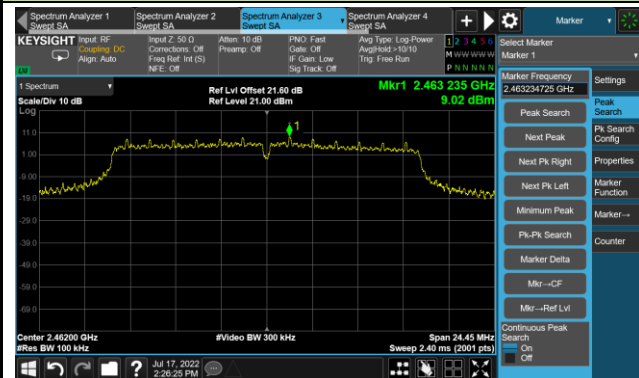 Spectrum Analyzer 1
Swept SA
Spectrum Analyzer 2
Swept SA
Spectrum Analyzer 3
Swept SA
Spectrum Analyzer 4
Swept SA
Marker
KEYSIGHT
Input: RF
Coupling: DC
Align: Auto
Input Z: 50 Ω
Corrections: Off
Freq Ref: Int (S)
NFE: Off
Atten: 10 dB
Preamp: Off
PNO: Fast
Gate: Off
IF Gain: Low
Sig Track: Off
Avg Type: Log-Power
Avg|Hold:>10/10
Trig: Free Run
1 2 3 4 5 6
M W W W W W
P N N N N N
LXI
Select Marker
Marker 1
1 Spectrum
Scale/Div 10 dB
Log
Ref Lvl Offset 21.60 dB
Ref Level 21.00 dBm
Mkr1 2.463 235 GHz
9.02 dBm
1
11.0
1.00
-9.00
-19.0
-29.0
-39.0
-49.0
-59.0
-69.0
Center 2.46200 GHz
#Res BW 100 kHz
#Video BW 300 kHz
Span 24.45 MHz
Sweep 2.40 ms (2001 pts)
Marker Frequency
2.463234725 GHz
Peak Search
Next Peak
Next Pk Right
Next Pk Left
Minimum Peak
Pk-Pk Search
Marker Delta
Mkr→CF
Mkr→Ref Lvl
Continuous Peak
Search
On
Off
Settings
Peak
Search
Pk Search
Config
Properties
Marker
Function
Marker→
Counter
Jul 17, 2022
2:26:25 PM